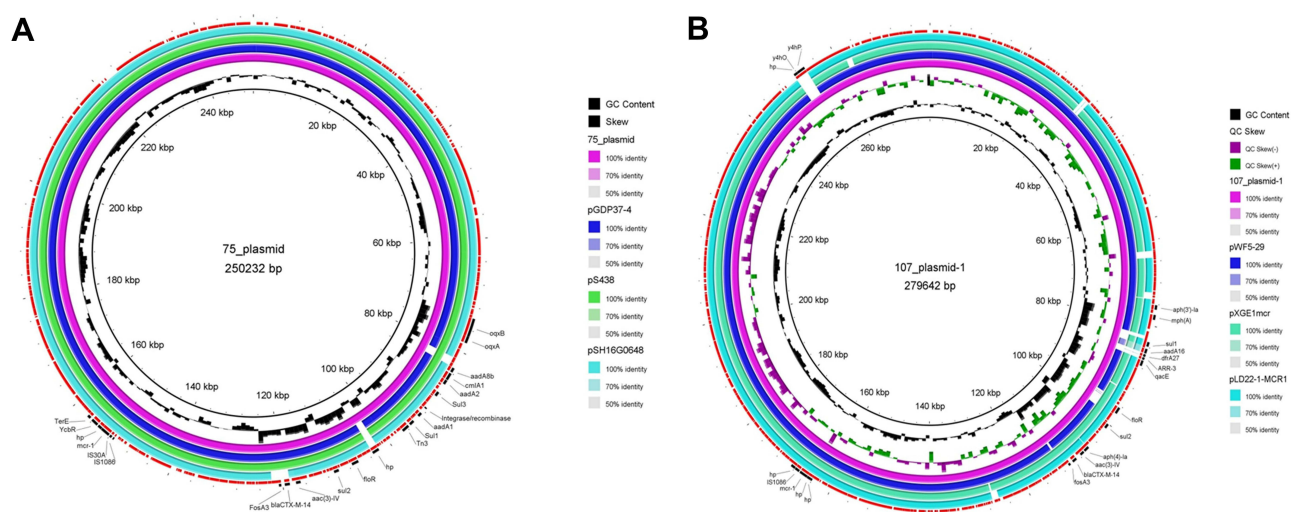 A
240 kbp
20 kbp
220 kbp
40 kbp
200 kbp
60 kbp
180 kbp
80 kbp
160 kbp
100 kbp
140 kbp
120 kbp
75_plasmid
250232 bp
oqxB
oqxA
aadA8b
cmlA1
aadA2
Sul3
integrase/recombinase
aadA1
Sul1
Tn3
hp
floR
sul2
aac(3)-IV
blaCTX-M-14
FosA3
TerE
YcbR
hp
mcr-1
IS30A
IS1086
GC Content
Skew
75_plasmid
100% identity
70% identity
50% identity
pGDP37-4
100% identity
70% identity
50% identity
pS438
100% identity
70% identity
50% identity
pSH16G0648
100% identity
70% identity
50% identity
B
y4hP
y4hO
hp
260 kbp
20 kbp
240 kbp
40 kbp
220 kbp
60 kbp
200 kbp
80 kbp
180 kbp
100 kbp
160 kbp
120 kbp
140 kbp
107_plasmid-1
279642 bp
aph(3')-Ia
mph(A)
sul1
aadA16
dfrA27
ARR-3
qacE
floR
sul2
aph(4)-Ia
aac(3)-IV
blaCTX-M-14
fosA3
hp
IS1086
mcr-1
hp
hp
GC Content
QC Skew
QC Skew(-)
QC Skew(+)
107_plasmid-1
100% identity
70% identity
50% identity
pWF5-29
100% identity
70% identity
50% identity
pXGE1mcr
100% identity
70% identity
50% identity
pLD22-1-MCR1
100% identity
70% identity
50% identity